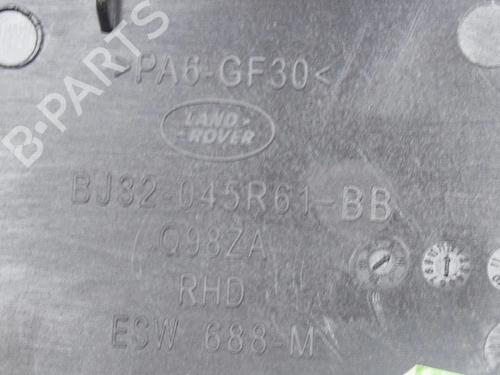 B-PARTS
>PA6-GF30<
LAND-
-ROVER
BJ32-045R61-BB
Q98ZA
RHD
ESW 688-M